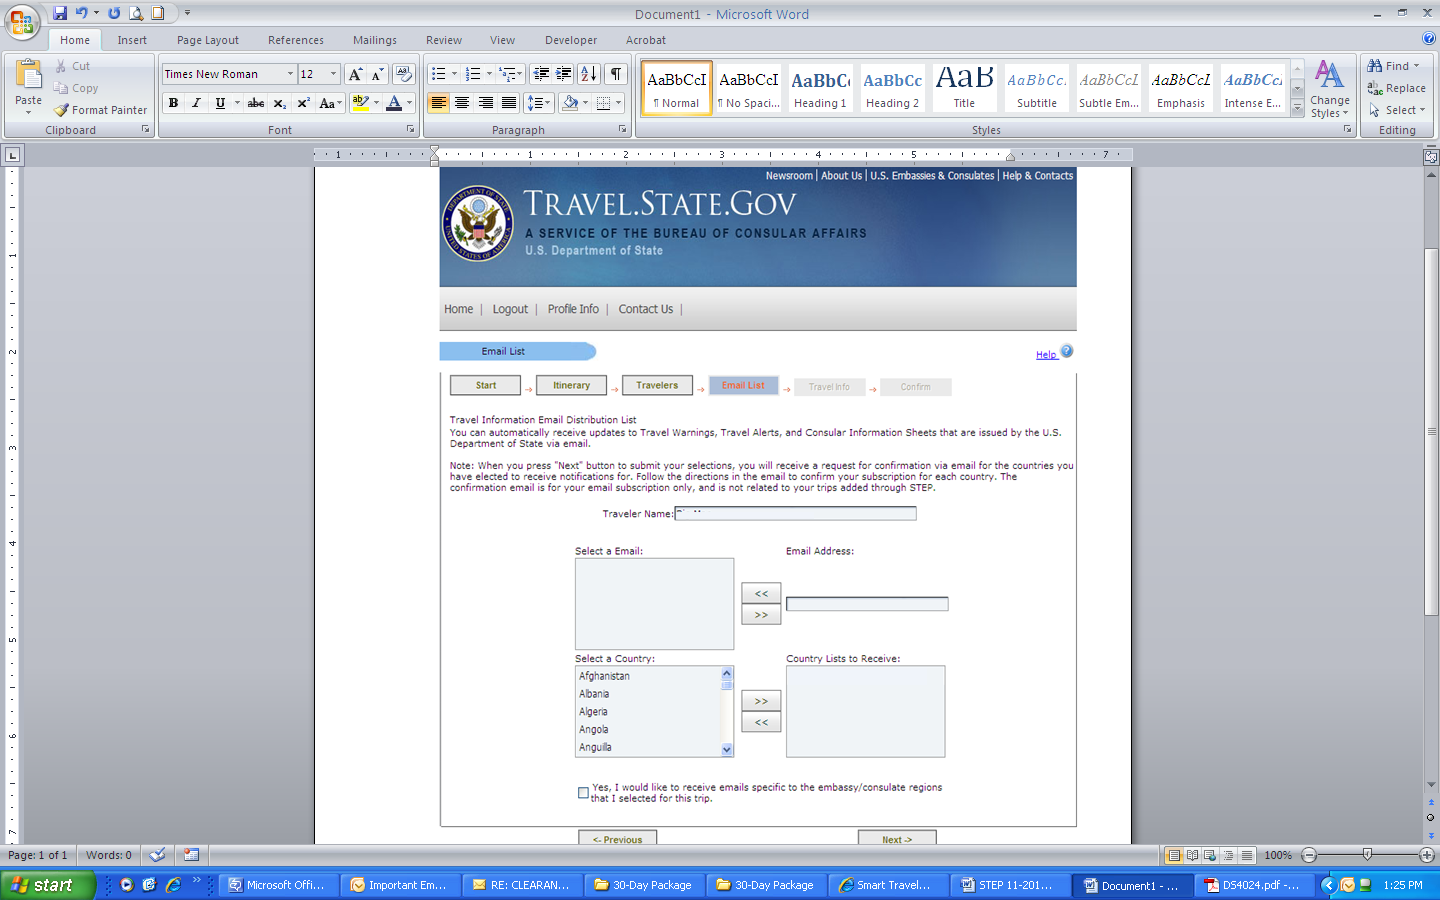 Document1 - Microsoft Word
Home Insert Page Layout References Mailings Review View Developer Acrobat
Paste
Cut
Copy
Format Painter
Clipboard
Times New Roman 12
Font
Paragraph
AaBbCcI AaBbCcI AaBbCc AaBbCc AaB AaBbCc. AaBbCcL AaBbCcL AaBbCcL
¶ Normal ¶ No Spaci... Heading 1 Heading 2 Title Subtitle Subtle Em... Emphasis Intense E...
Change Styles
Styles
Find
Replace
Select
Editing
1 1 2 3 4 5 7
Newsroom | About Us | U.S. Embassies & Consulates | Help & Contacts
TRAVEL.STATE.GOV
A SERVICE OF THE BUREAU OF CONSULAR AFFAIRS
U.S. Department of State
Home | Logout | Profile Info | Contact Us |
Email List
Help
Start Itinerary Travelers Email List Travel Info Confirm
Travel Information Email Distribution List
You can automatically receive updates to Travel Warnings, Travel Alerts, and Consular Information Sheets that are issued by the U.S.
Department of State via email.
Note: When you press "Next" button to submit your selections, you will receive a request for confirmation via email for the countries you
have elected to receive notifications for. Follow the directions in the email to confirm your subscription for each country. The
confirmation email is for your email subscription only, and is not related to your trips added through STEP.
Traveler Name:
Select a Email: Email Address:
<<
>>
Select a Country: Country Lists to Receive:
Afghanistan
Albania
Algeria
Angola
Anguilla
>>
<<
Yes, I would like to receive emails specific to the embassy/consulate regions
that I selected for this trip.
<- Previous Next ->
Page: 1 of 1 Words: 0 100%
start Microsoft Offi... Important Em... RE: CLEARAN... 30-Day Package 30-Day Package Smart Travel... STEP 11-201... Document1 - ... DS4024.pdf -... 1:25 PM